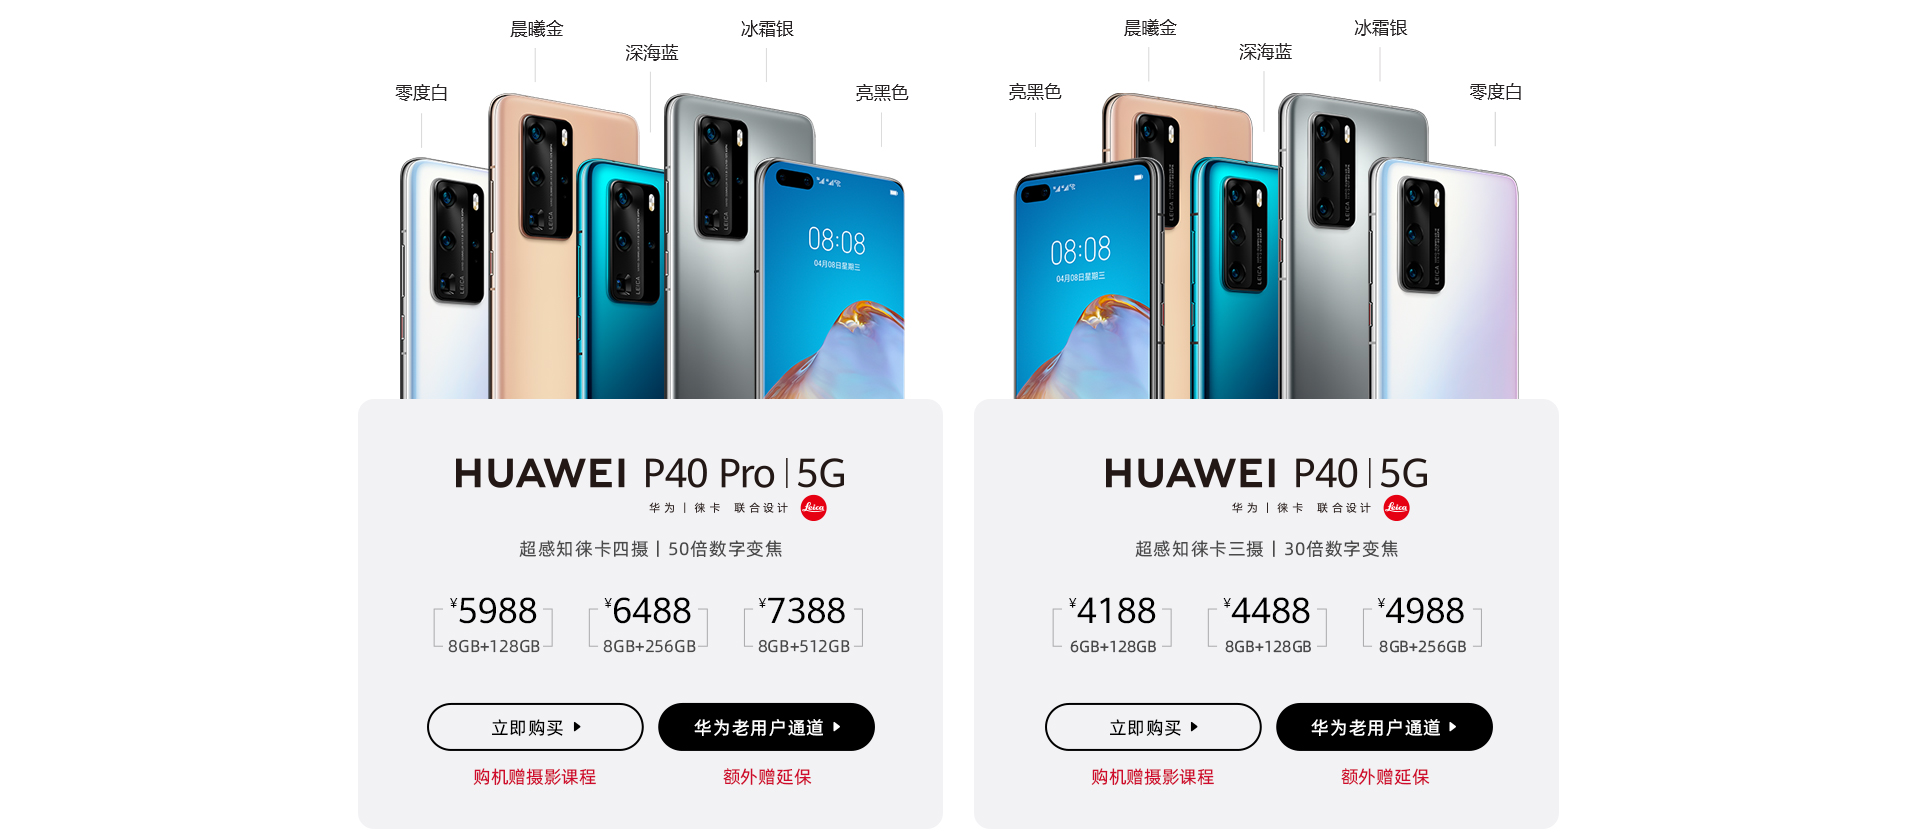 晨曦金
冰霜银
深海蓝
零度白
亮黑色
08:08
04月08日星期三
LEICA
LEICA
LEICA
LEICA
HUAWEI P40 Pro | 5G
华为 | 徕卡 联合设计 Leica
超感知徕卡四摄 | 50倍数字变焦
¥5988 ¥6488 ¥7388
8GB+128GB 8GB+256GB 8GB+512GB
立即购买 华为老用户通道
购机赠摄影课程 额外赠延保
晨曦金
冰霜银
深海蓝
亮黑色
零度白
08:08
04月08日星期三
LEICA
LEICA
LEICA
LEICA
HUAWEI P40 | 5G
华为 | 徕卡 联合设计 Leica
超感知徕卡三摄 | 30倍数字变焦
¥4188 ¥4488 ¥4988
6GB+128GB 8GB+128GB 8GB+256GB
立即购买 华为老用户通道
购机赠摄影课程 额外赠延保